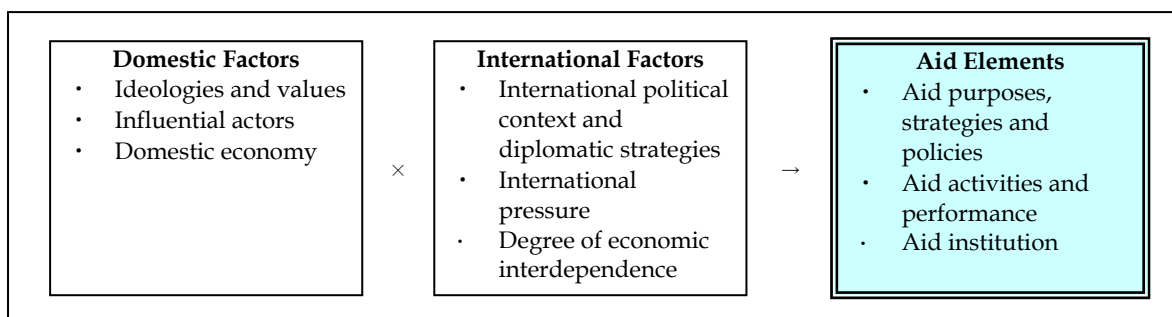 Domestic Factors
· Ideologies and values
· Influential actors
· Domestic economy
×
International Factors
· International political
context and
diplomatic strategies
· International
pressure
· Degree of economic
interdependence
→
Aid Elements
· Aid purposes,
strategies and
policies
· Aid activities and
performance
· Aid institution